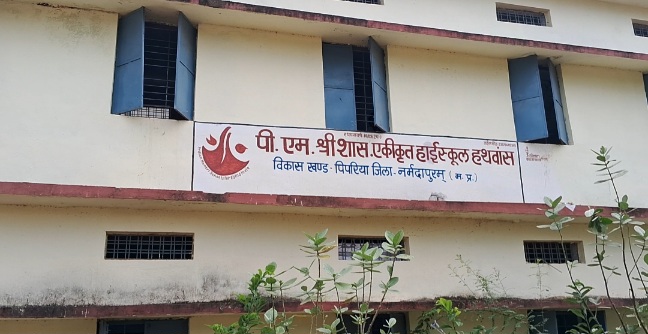 पी.एम.श्री शास.एकीकृत हाईस्कूल हथवांस
विकास खण्ड-पिपरिया जिला-नर्मदापुरम् (म.प्र.)